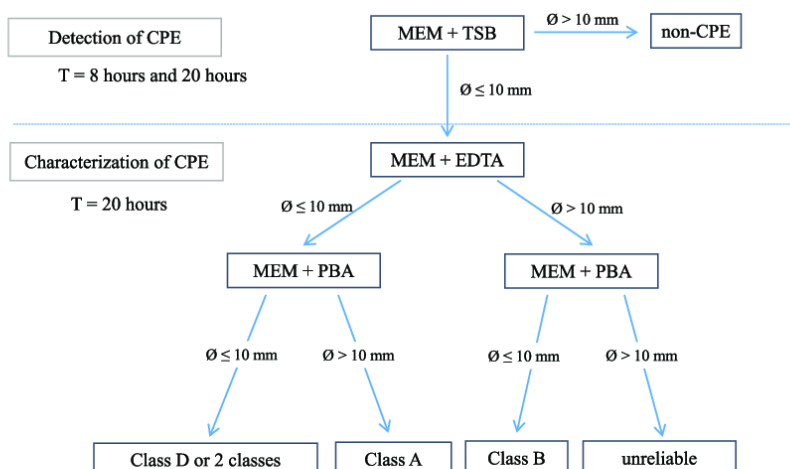 Detection of CPE
MEM + TSB
Ø > 10 mm
non-CPE
T = 8 hours and 20 hours
Ø ≤ 10 mm
Characterization of CPE
MEM + EDTA
T = 20 hours
Ø ≤ 10 mm
Ø > 10 mm
MEM + PBA
MEM + PBA
Ø ≤ 10 mm
Ø > 10 mm
Ø ≤ 10 mm
Ø > 10 mm
Class D or 2 classes
Class A
Class B
unreliable